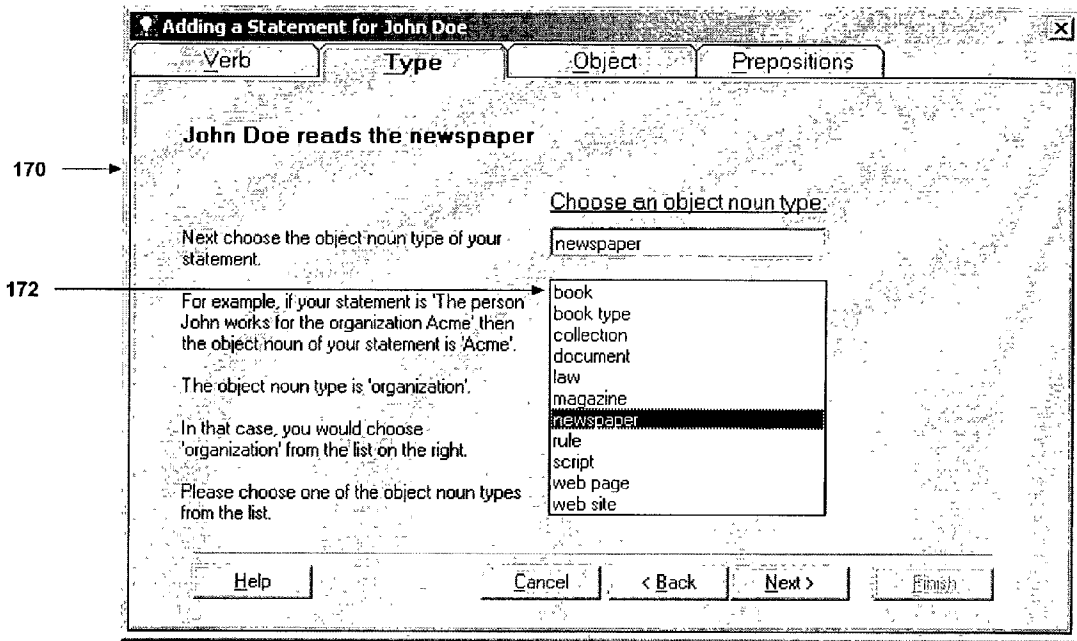 Adding a Statement for John Doe
Verb Type Object Prepositions
John Doe reads the newspaper
170
Choose an object noun type:
Next choose the object noun type of your
statement.
newspaper
172
For example, if your statement is 'The person
John works for the organization Acme' then
the object noun of your statement is 'Acme'.
The object noun type is 'organization'.
In that case, you would choose
'organization' from the list on the right.
Please choose one of the object noun types
from the list.
book
book type
collection
document
law
magazine
newspaper
rule
script
web page
web site
Help Cancel < Back Next > Finish